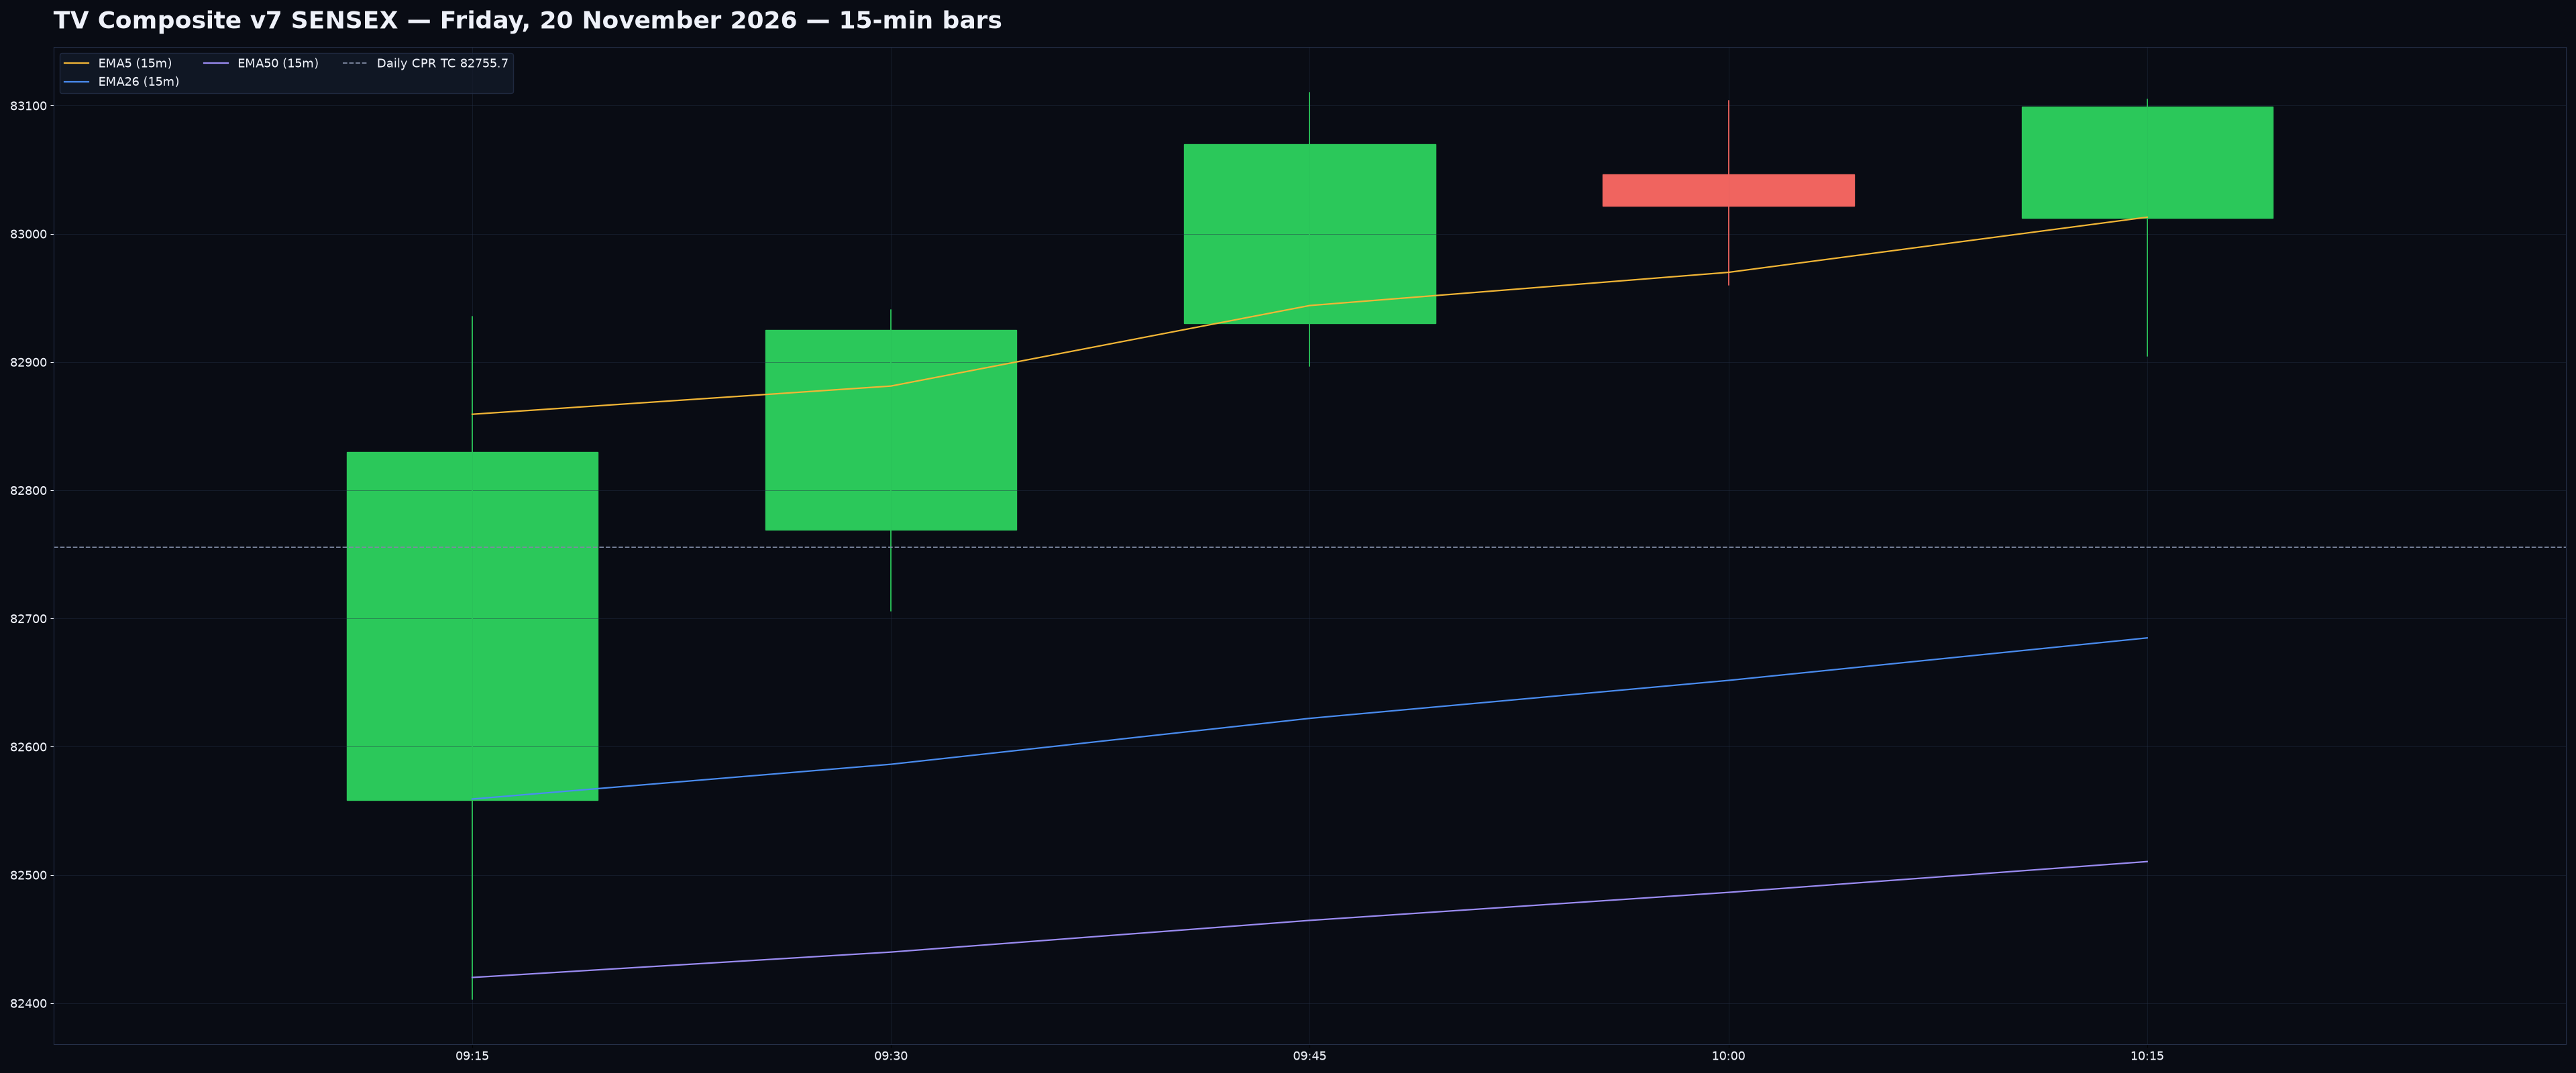 TV Composite v7 SENSEX — Friday, 20 November 2026 — 15-min bars
EMA5 (15m) EMA50 (15m) Daily CPR TC 82755.7
EMA26 (15m)
83100
83000
82900
82800
82700
82600
82500
82400
09:15 09:30 09:45 10:00 10:15